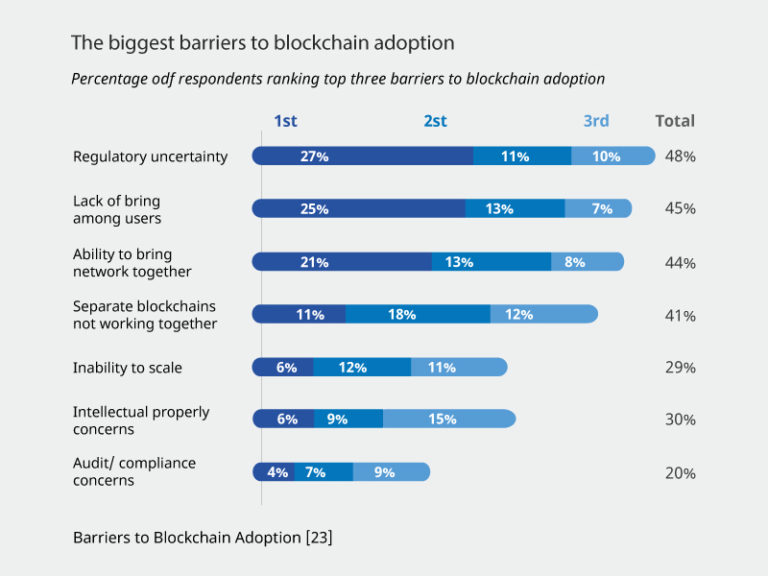 The biggest barriers to blockchain adoption
Percentage odf respondents ranking top three barriers to blockchain adoption
1st 2st 3rd Total
Regulatory uncertainty 27% 11% 10% 48%
Lack of bring
among users 25% 13% 7% 45%
Ability to bring
network together 21% 13% 8% 44%
Separate blockchains
not working together 11% 18% 12% 41%
Inability to scale 6% 12% 11% 29%
Intellectual properly
concerns 6% 9% 15% 30%
Audit/ compliance
concerns 4% 7% 9% 20%
Barriers to Blockchain Adoption [23]